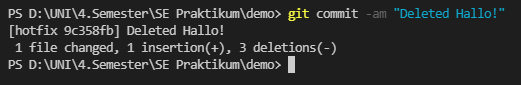 PS D:\UNI\4.Semester\SE Praktikum\demo> git commit -am "Deleted Hallo!"
[hotfix 9c358fb] Deleted Hallo!
 1 file changed, 1 insertion(+), 3 deletions(-)
PS D:\UNI\4.Semester\SE Praktikum\demo>